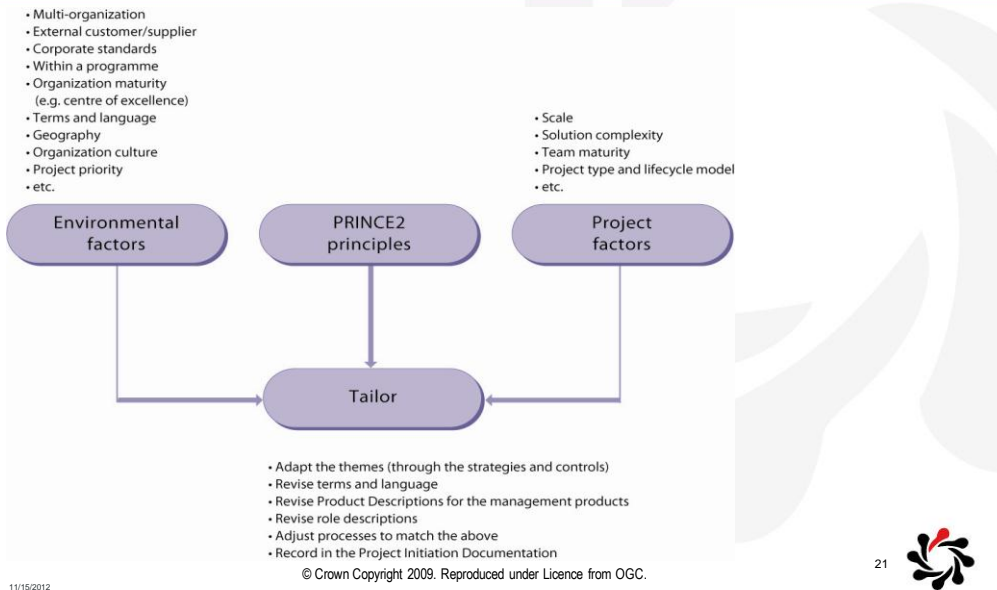 • Multi-organization
• External customer/supplier
• Corporate standards
• Within a programme
• Organization maturity
(e.g. centre of excellence)
• Terms and language
• Geography
• Organization culture
• Project priority
• etc.
• Scale
• Solution complexity
• Team maturity
• Project type and lifecycle model
• etc.
Environmental
factors
PRINCE2
principles
Project
factors
Tailor
• Adapt the themes (through the strategies and controls)
• Revise terms and language
• Revise Product Descriptions for the management products
• Revise role descriptions
• Adjust processes to match the above
• Record in the Project Initiation Documentation
© Crown Copyright 2009. Reproduced under Licence from OGC.
21
11/15/2012